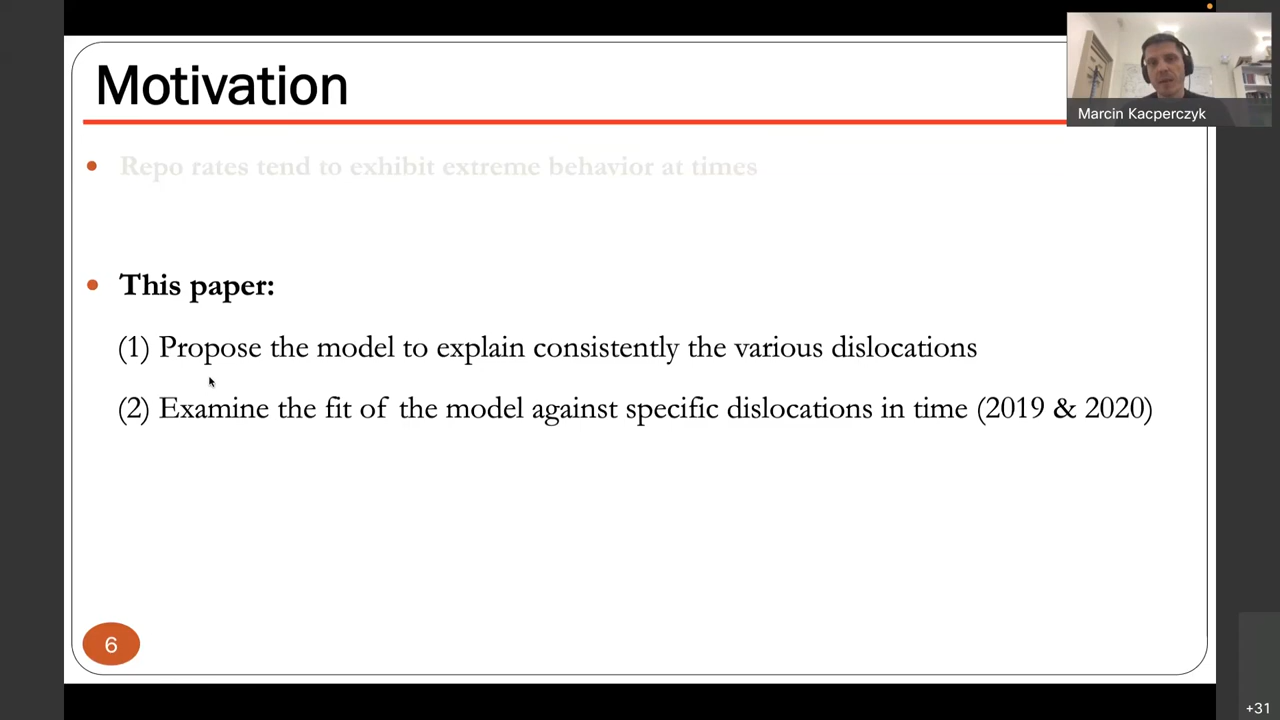 Motivation
Marcin Kacperczyk
• Repo rates tend to exhibit extreme behavior at times
• This paper:
(1) Propose the model to explain consistently the various dislocations
(2) Examine the fit of the model against specific dislocations in time (2019 & 2020)
6
+31